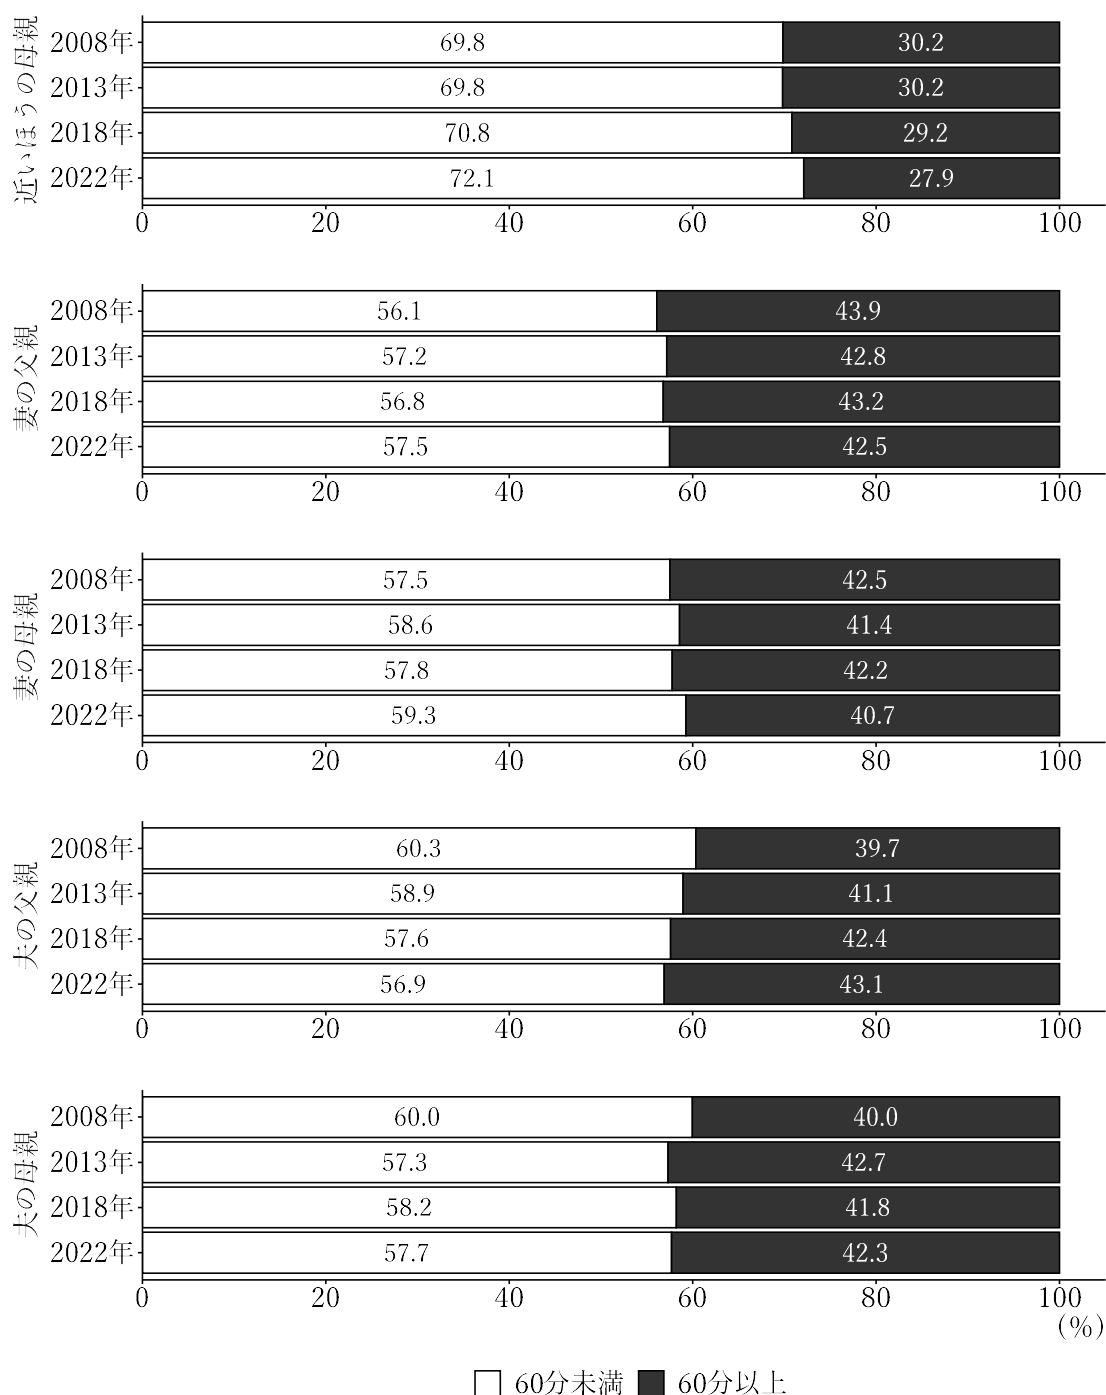 近いほうの母親
2008年 69.8 30.2
2013年 69.8 30.2
2018年 70.8 29.2
2022年 72.1 27.9
0 20 40 60 80 100
妻の父親
2008年 56.1 43.9
2013年 57.2 42.8
2018年 56.8 43.2
2022年 57.5 42.5
0 20 40 60 80 100
妻の母親
2008年 57.5 42.5
2013年 58.6 41.4
2018年 57.8 42.2
2022年 59.3 40.7
0 20 40 60 80 100
夫の父親
2008年 60.3 39.7
2013年 58.9 41.1
2018年 57.6 42.4
2022年 56.9 43.1
0 20 40 60 80 100
夫の母親
2008年 60.0 40.0
2013年 57.3 42.7
2018年 58.2 41.8
2022年 57.7 42.3
0 20 40 60 80 100
(%)
60分未満 60分以上